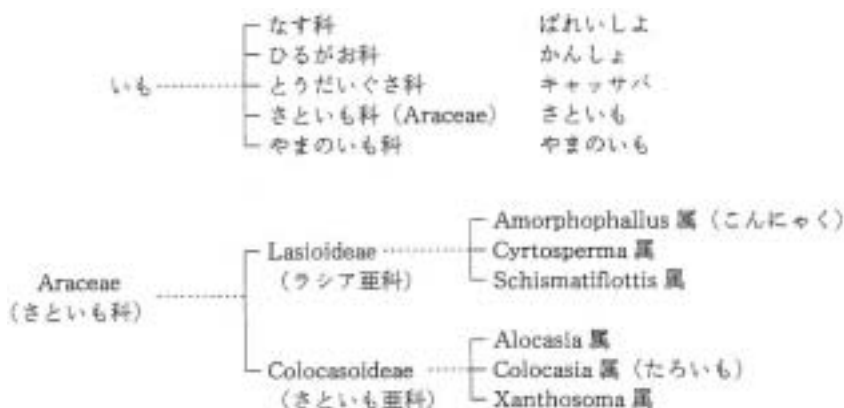 なす科 ばれいしよ
ひるがお科 かんしょ
いも とうだいぐさ科 キャッサバ
さといも科（Araceae） さといも
やまのいも科 やまのいも
Amorphophallus 属（こんにゃく）
Lasioideae Cyrtosperma 属
（ラシア亜科） Schismatiflottis 属
Araceae
（さといも科）
Alocasia 属
Colocasoideae Colocasia 属（たろいも）
（さといも亜科） Xanthosoma 属